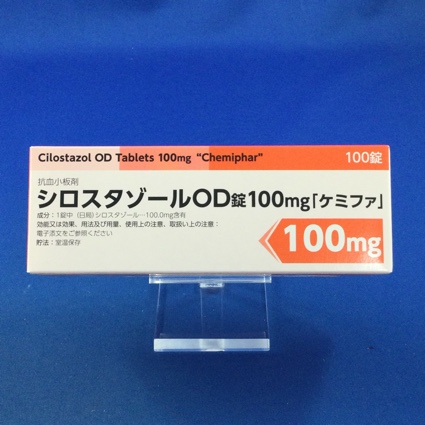 Cilostazol OD Tablets 100mg "Chemiphar" 100錠
抗血小板剤
シロスタゾールOD錠100mg「ケミファ」
成分：1錠中（日局）シロスタゾール…100.0mg含有
効能又は効果、用法及び用量、使用上の注意、取扱い上の注意：
電子添文をご参照ください
貯法：室温保存
100mg